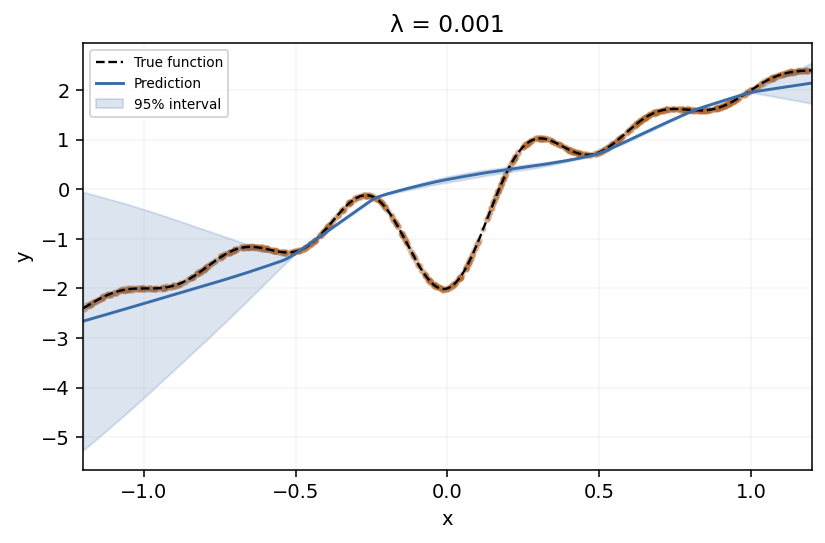 λ = 0.001
True function
Prediction
95% interval
2
1
0
−1
−2
−3
−4
−5
y
−1.0
−0.5
0.0
0.5
1.0
x